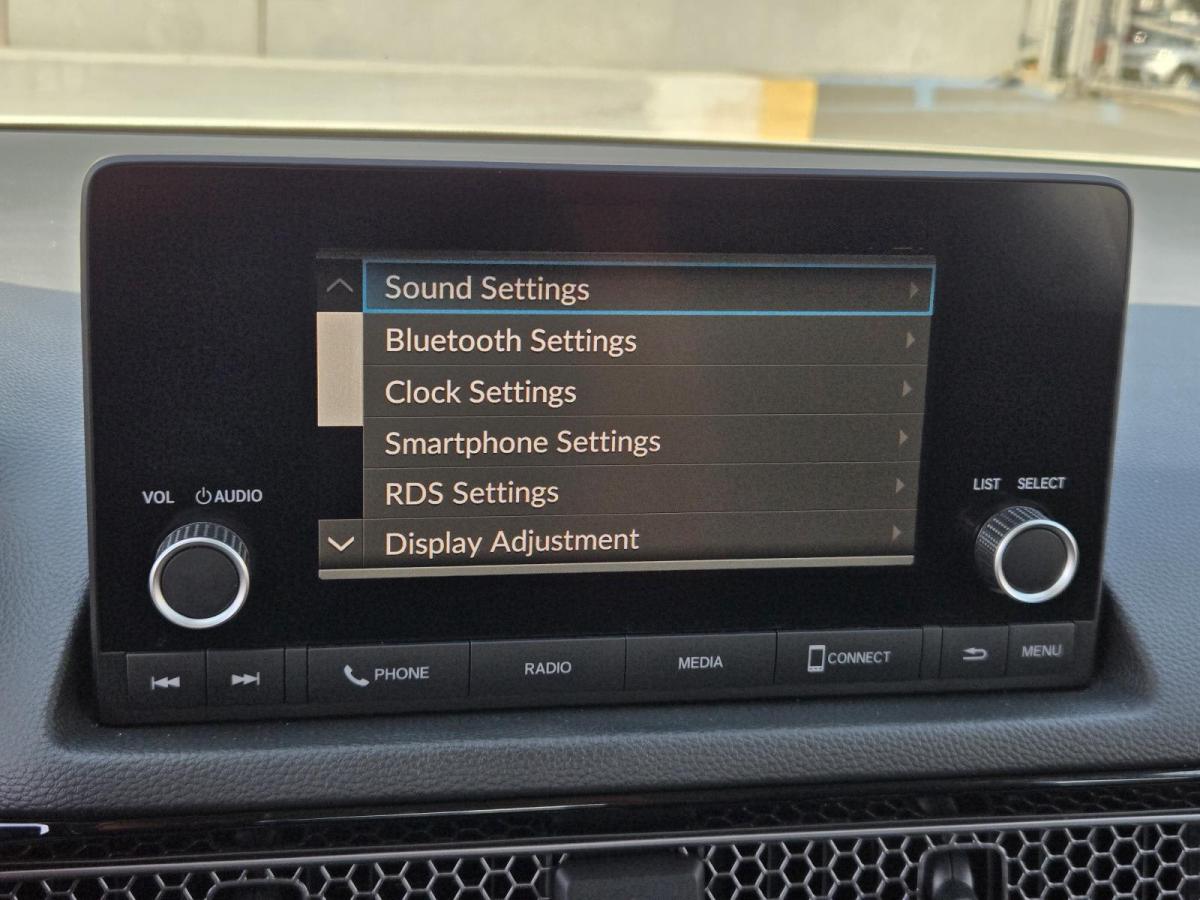 Sound Settings
Bluetooth Settings
Clock Settings
Smartphone Settings
RDS Settings
Display Adjustment
VOL AUDIO
LIST SELECT
PHONE
RADIO
MEDIA
CONNECT
MENU